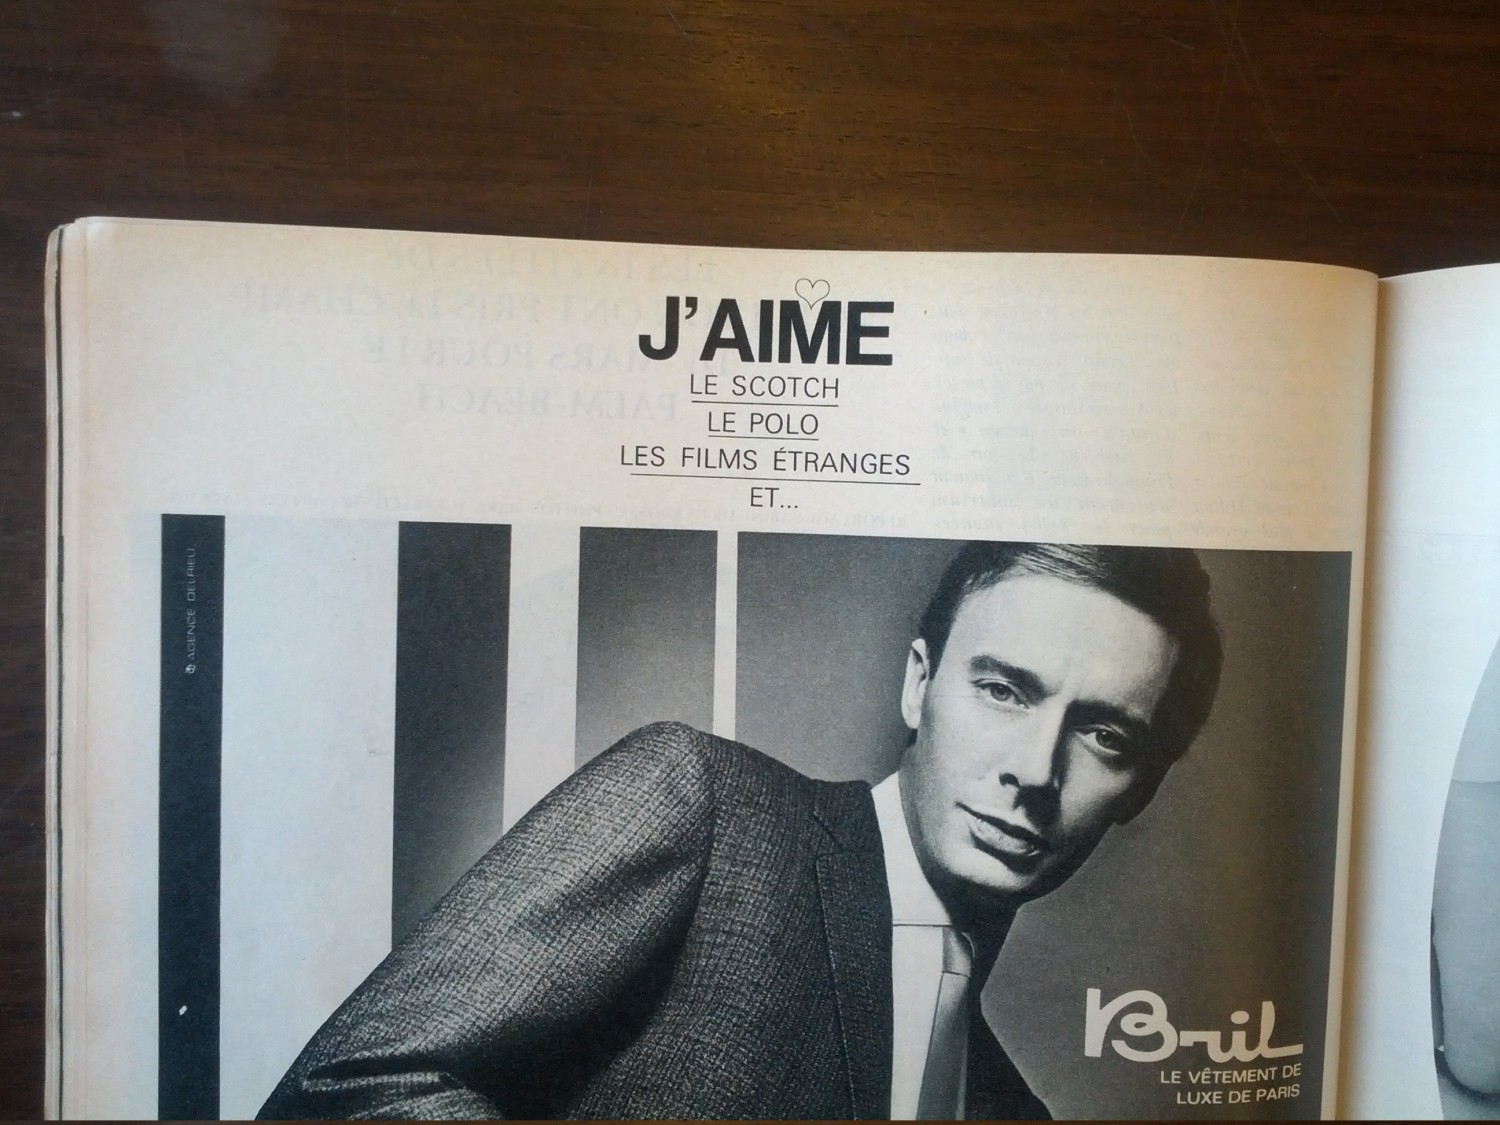 J'AIME
LE SCOTCH
LE POLO
LES FILMS ÉTRANGES
ET...
AGENCE DELRIEU
Bril
LE VÊTEMENT DE
LUXE DE PARIS